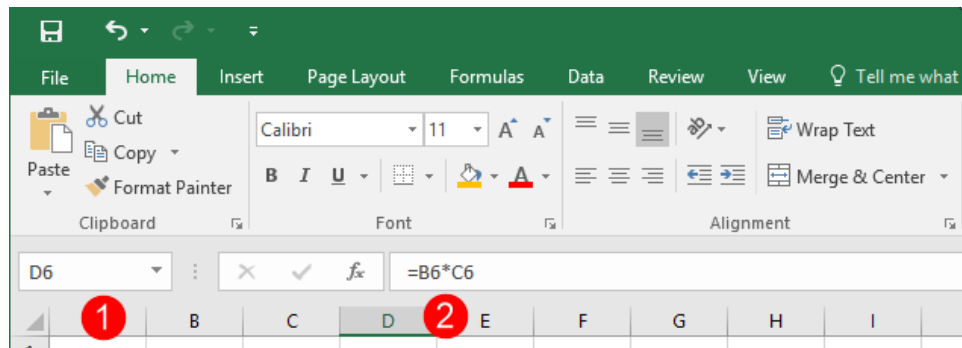 File Home Insert Page Layout Formulas Data Review View Tell me what
Cut
Calibri 11 A A Wrap Text
Copy
Paste
B I U A Merge & Center
Format Painter
Clipboard Font Alignment
D6 fx =B6*C6
1 B C D 2 E F G H I